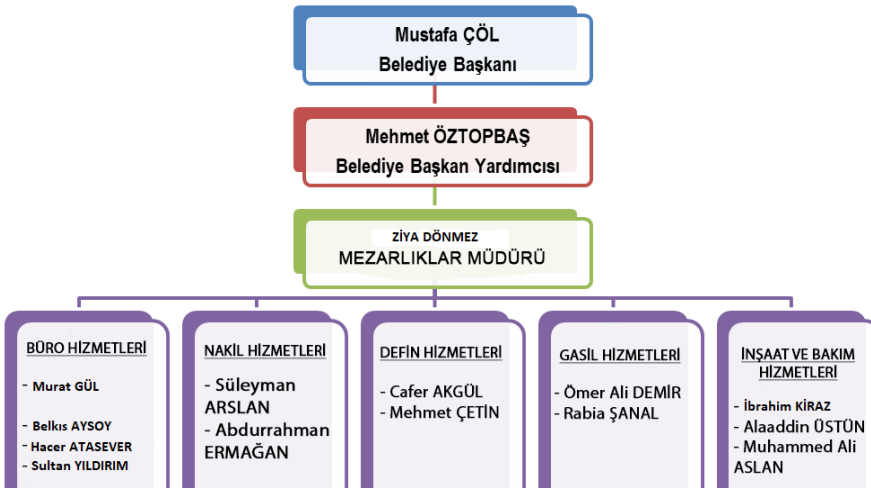 Mustafa ÇÖL
Belediye Başkanı
Mehmet ÖZTOPBAŞ
Belediye Başkan Yardımcısı
ZİYA DÖNMEZ
MEZARLIKLAR MÜDÜRÜ
BÜRO HİZMETLERİ
- Murat GÜL
- Belkıs AYSOY
- Hacer ATASEVER
- Sultan YILDIRIM
NAKİL HİZMETLERİ
- Süleyman
ARSLAN
- Abdurrahman
ERMAĞAN
DEFİN HİZMETLERİ
- Cafer AKGÜL
- Mehmet ÇETİN
GASİL HİZMETLERİ
- Ömer Ali DEMİR
- Rabia ŞANAL
İNŞAAT VE BAKIM
HİZMETLERİ
- İbrahim KİRAZ
- Alaaddin ÜSTÜN
- Muhammed Ali
ASLAN